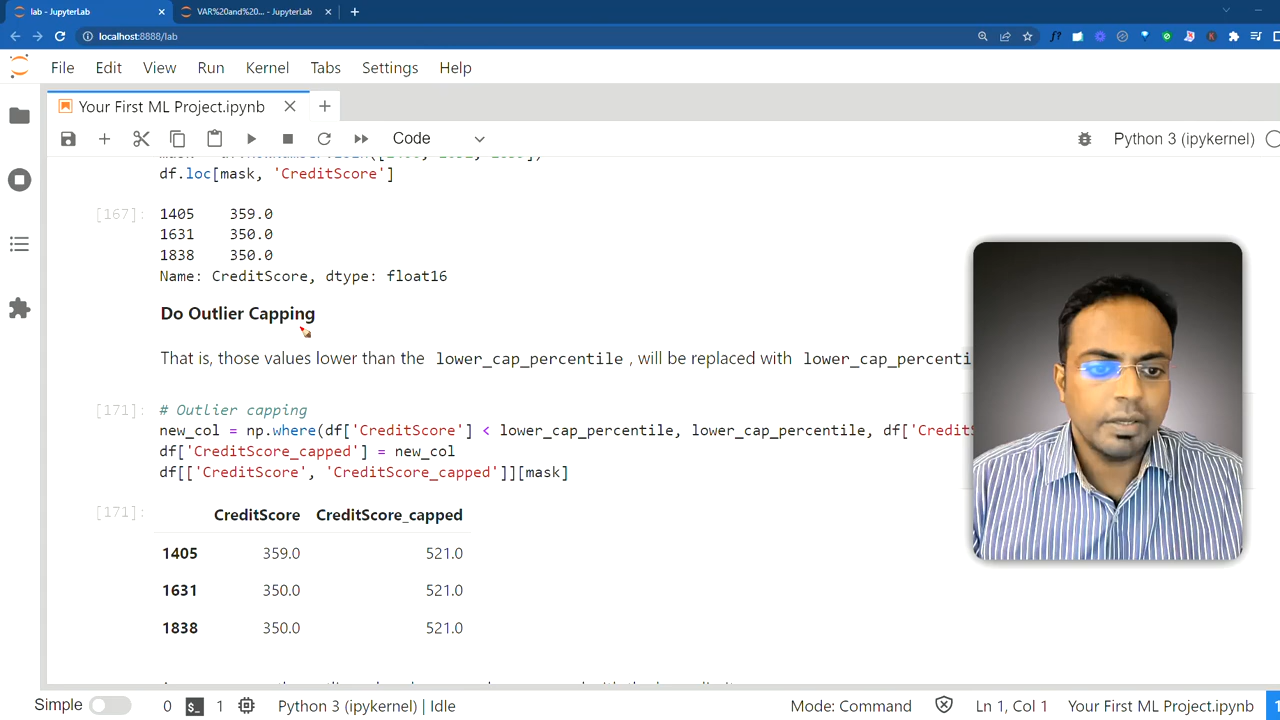 lab - JupyterLab
VAR%20and%20... - JupyterLab
localhost:8888/lab
File Edit View Run Kernel Tabs Settings Help
Your First ML Project.ipynb
Code
Python 3 (ipykernel)
df.loc[mask, 'CreditScore']
[167]: 1405 359.0
1631 350.0
1838 350.0
Name: CreditScore, dtype: float16
Do Outlier Capping
That is, those values lower than the lower_cap_percentile , will be replaced with lower_cap_percenti
[171]: # Outlier capping
new_col = np.where(df['CreditScore'] < lower_cap_percentile, lower_cap_percentile, df['CreditS
df['CreditScore_capped'] = new_col
df[['CreditScore', 'CreditScore_capped']][mask]
[171]: CreditScore CreditScore_capped
1405 359.0 521.0
1631 350.0 521.0
1838 350.0 521.0
Simple 0 1 Python 3 (ipykernel) | Idle Mode: Command Ln 1, Col 1 Your First ML Project.ipynb